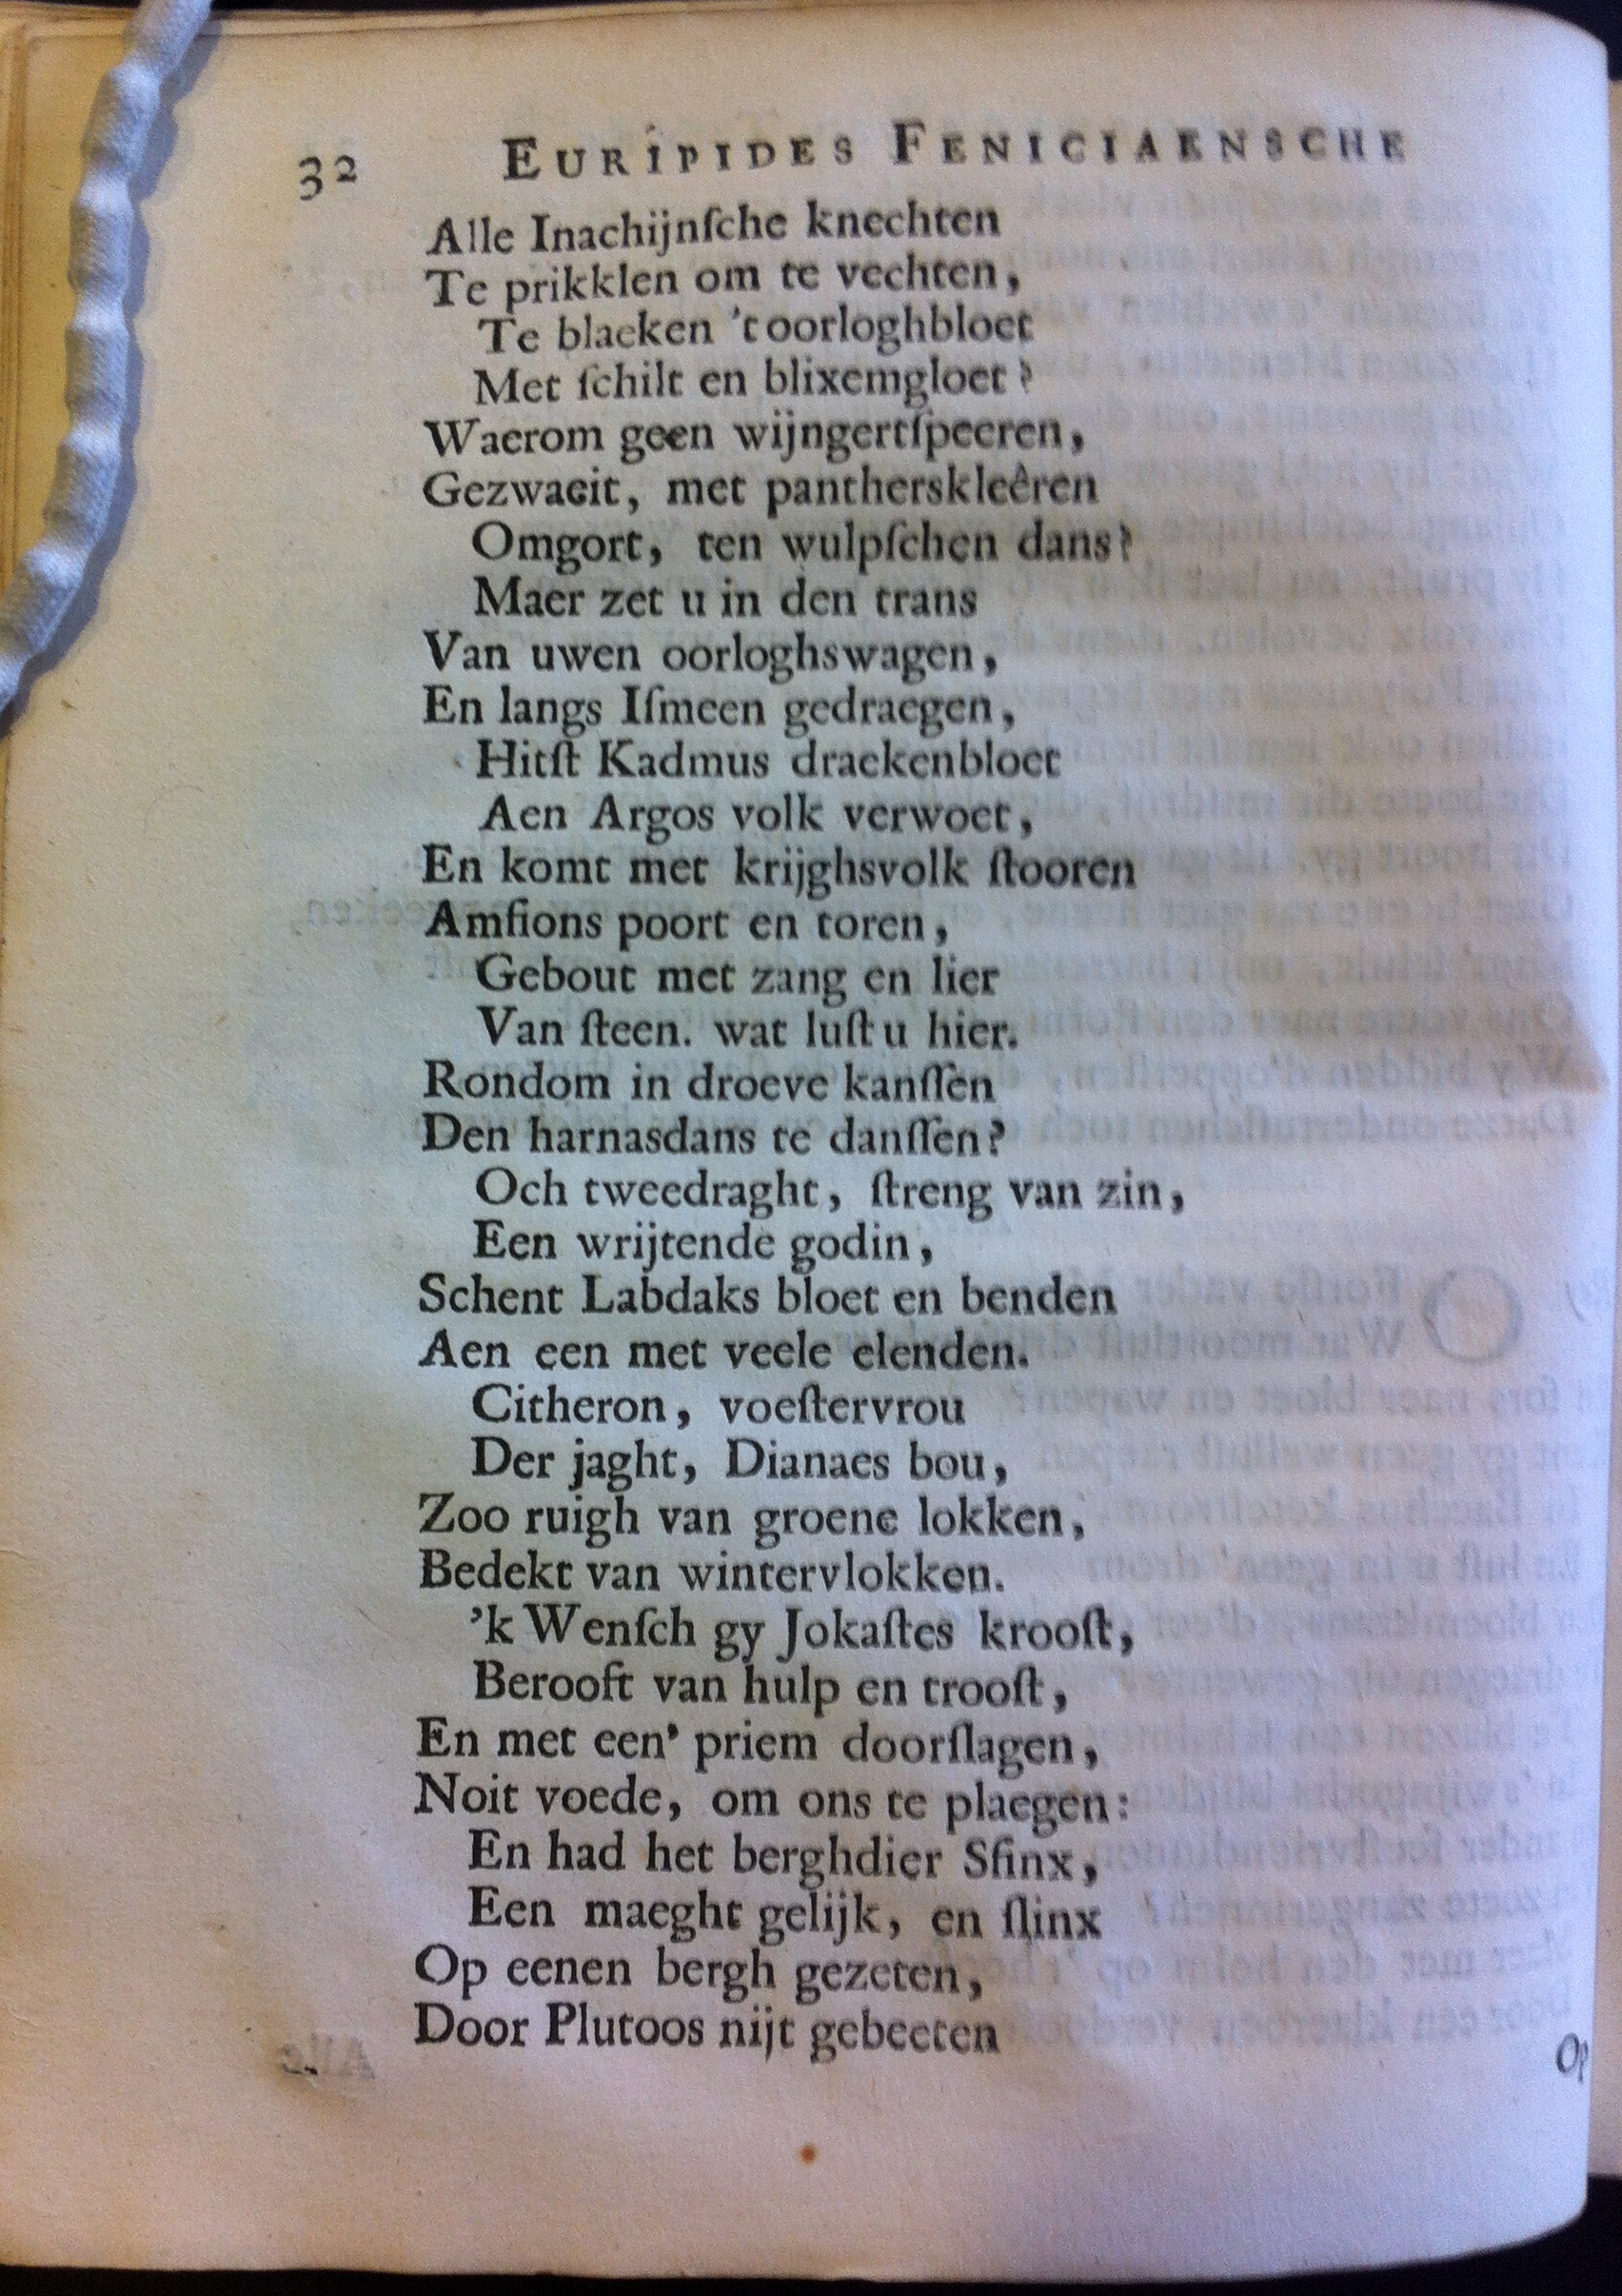 32 EURIPIDES FENICIAENSCHE
Alle Inachijnſche knechten
Te prikklen om te vechten,
Te blaeken 't oorloghbloet
Met ſchilt en blixemgloet?
Waerom geen wijngertſpeeren,
Gezwaeit, met pantherskleêren
Omgort, ten wulpſchen dans?
Maer zet u in den trans
Van uwen oorloghswagen,
En langs Iſmeen gedraegen,
Hitſt Kadmus draekenbloet
Aen Argos volk verwoet,
En komt met krijghsvolk ſtooren
Amfions poort en toren,
Gebout met zang en lier
Van ſteen. wat luſt u hier.
Rondom in droeve kanſſen
Den harnasdans te danſſen?
Och tweedraght, ſtreng van zin,
Een wrijtende godin,
Schent Labdaks bloet en benden
Aen een met veele elenden.
Citheron, voeſtervrou
Der jaght, Dianaes bou,
Zoo ruigh van groene lokken,
Bedekt van wintervlokken.
'k Wenſch gy Jokaſtes krooſt,
Berooft van hulp en trooſt,
En met een' priem doorſlagen,
Noit voede, om ons te plaegen:
En had het berghdier Sfinx,
Een maeght gelijk, en ſlinx
Op eenen bergh gezeten,
Door Plutoos nijt gebeeten
Op